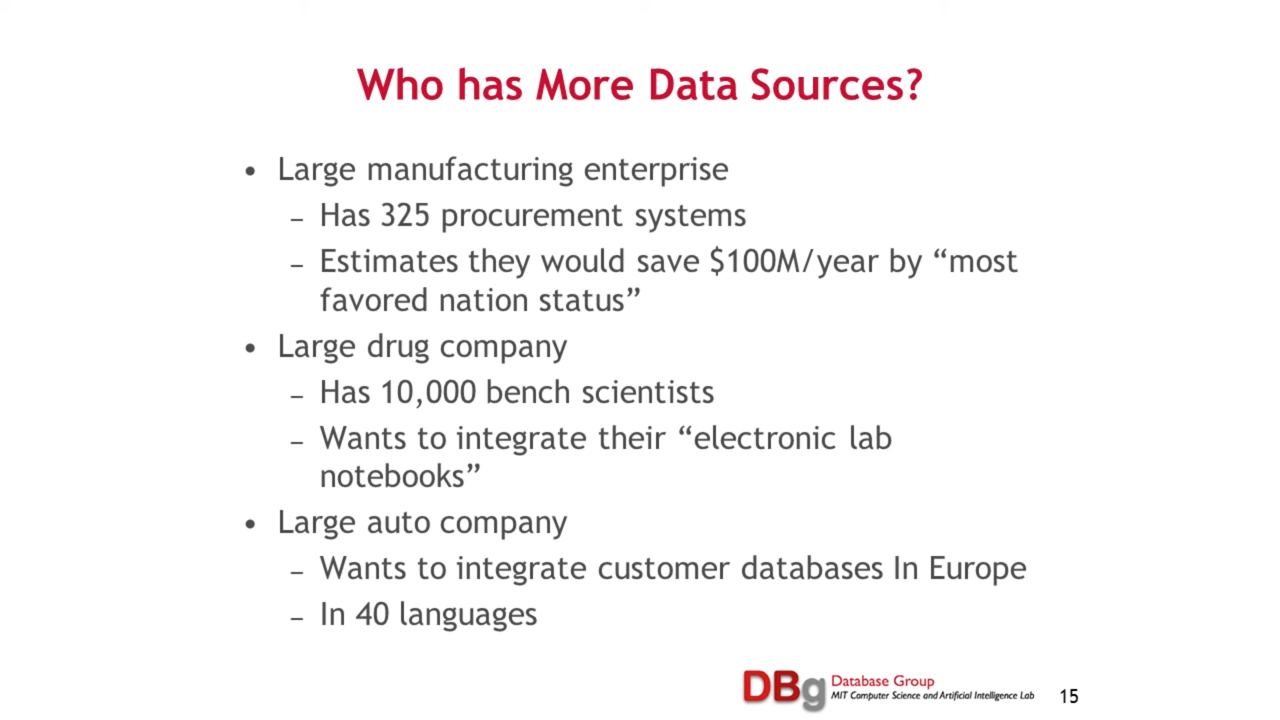 Who has More Data Sources?
• Large manufacturing enterprise
– Has 325 procurement systems
– Estimates they would save $100M/year by “most
favored nation status”
• Large drug company
– Has 10,000 bench scientists
– Wants to integrate their “electronic lab
notebooks”
• Large auto company
– Wants to integrate customer databases In Europe
– In 40 languages
DBg Database Group
MIT Computer Science and Artificial Intelligence Lab
15